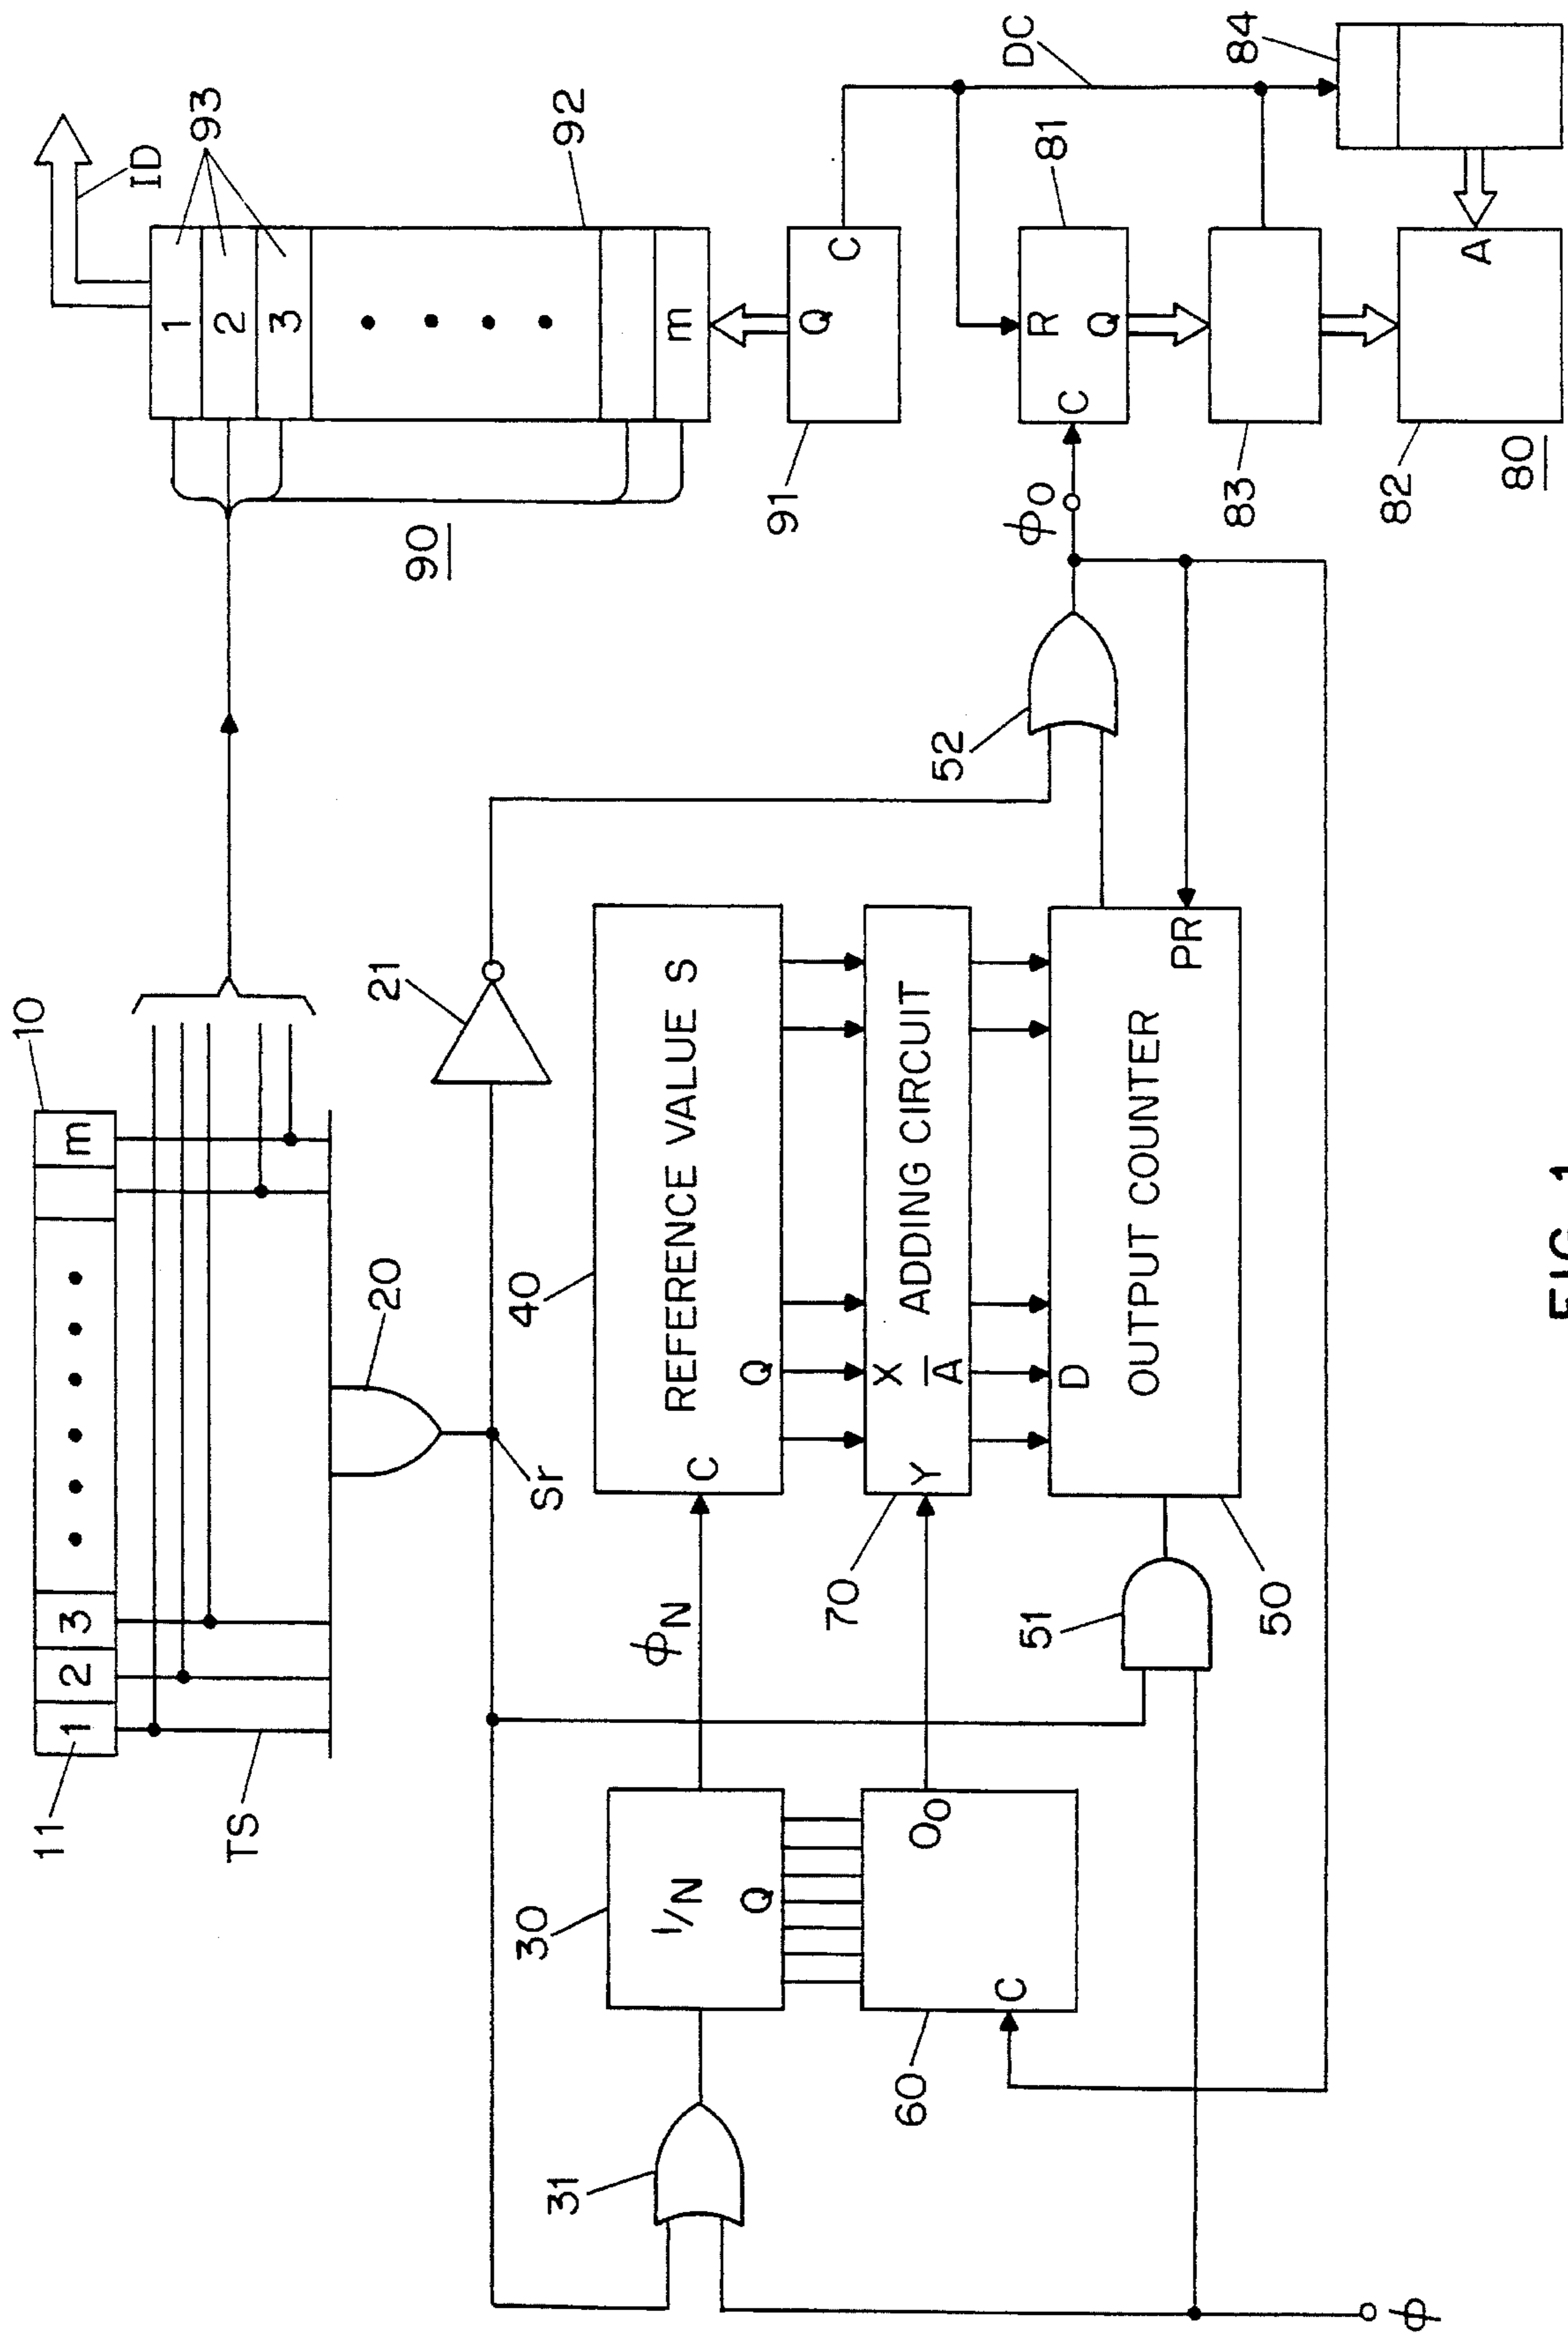 11
1
2
3
m
10
TS
20
Sr
21
ID
1
2
3
m
93
92
90
Q
C
91
31
30
1/N
Q
φN
40
C
REFERENCE VALUE S
Q
70
Y
X
A
ADDING CIRCUIT
60
C
O0
51
50
D
OUTPUT COUNTER
PR
52
φ0
DC
81
R
C
Q
83
82
A
84
80
φ
FIG. 1